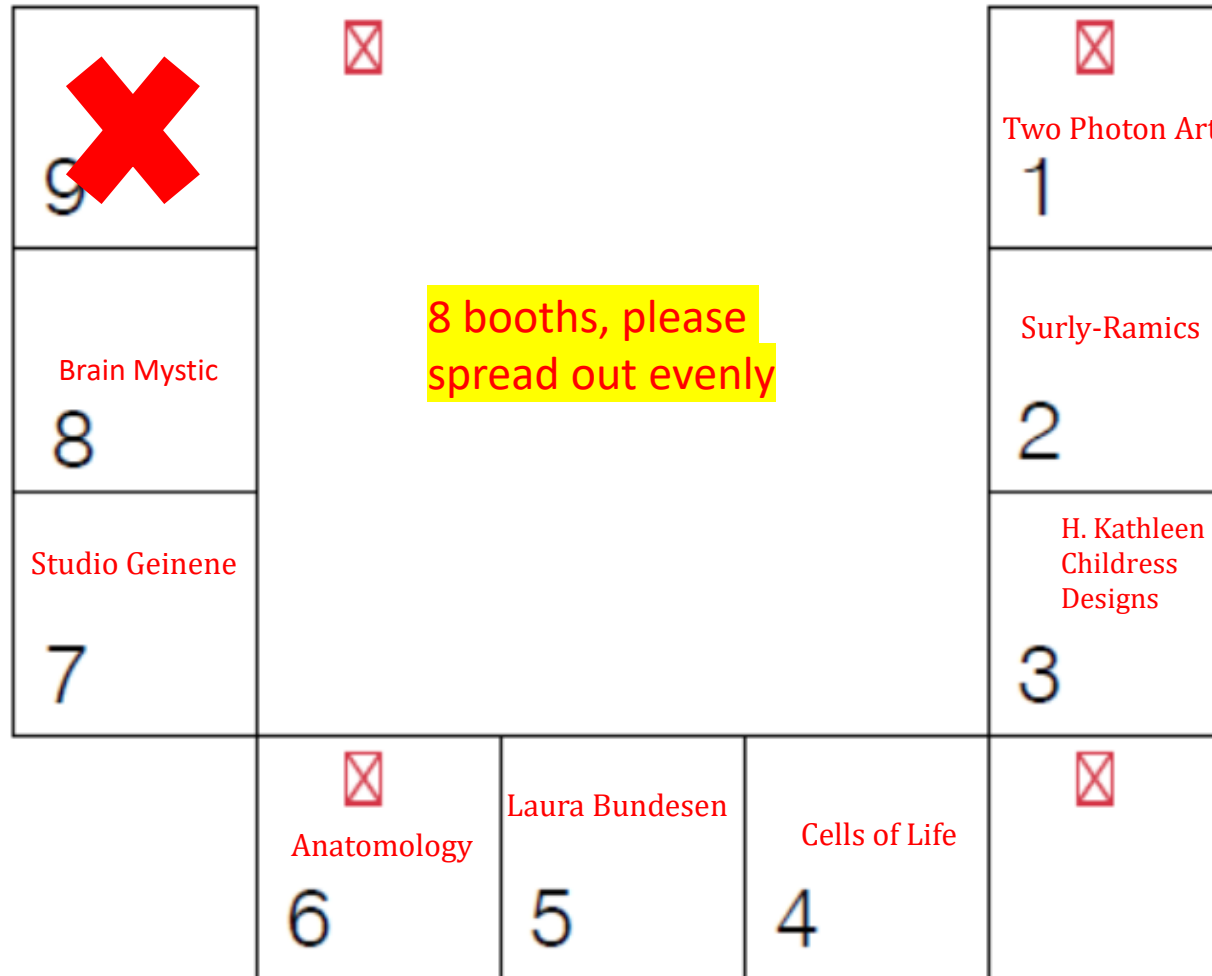 Two Photon Art
9
1
8 booths, please
spread out evenly
Surly-Ramics
Brain Mystic
8
2
H. Kathleen
Childress
Designs
Studio Geinene
7
3
Laura Bundesen
Anatomology
Cells of Life
6
5
4